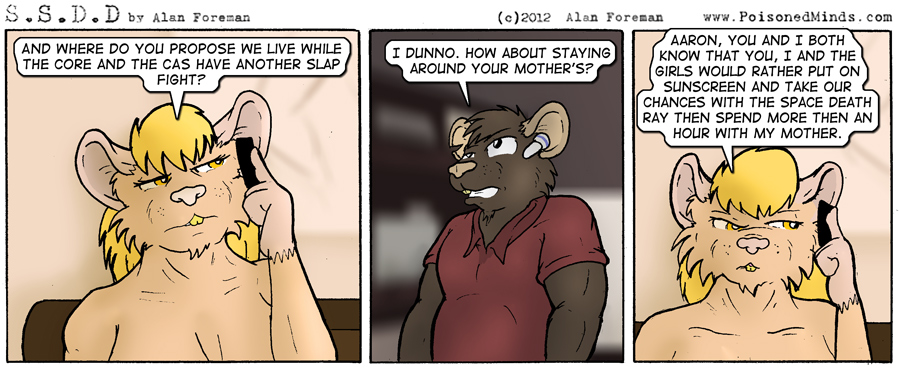 S.S.D.D by Alan Foreman
(c)2012 Alan Foreman
www.PoisonedMinds.com
AND WHERE DO YOU PROPOSE WE LIVE WHILE
THE CORE AND THE CAS HAVE ANOTHER SLAP
FIGHT?
I DUNNO. HOW ABOUT STAYING
AROUND YOUR MOTHER'S?
AARON, YOU AND I BOTH
KNOW THAT YOU, I AND THE
GIRLS WOULD RATHER PUT ON
SUNSCREEN AND TAKE OUR
CHANCES WITH THE SPACE DEATH
RAY THEN SPEND MORE THEN AN
HOUR WITH MY MOTHER.